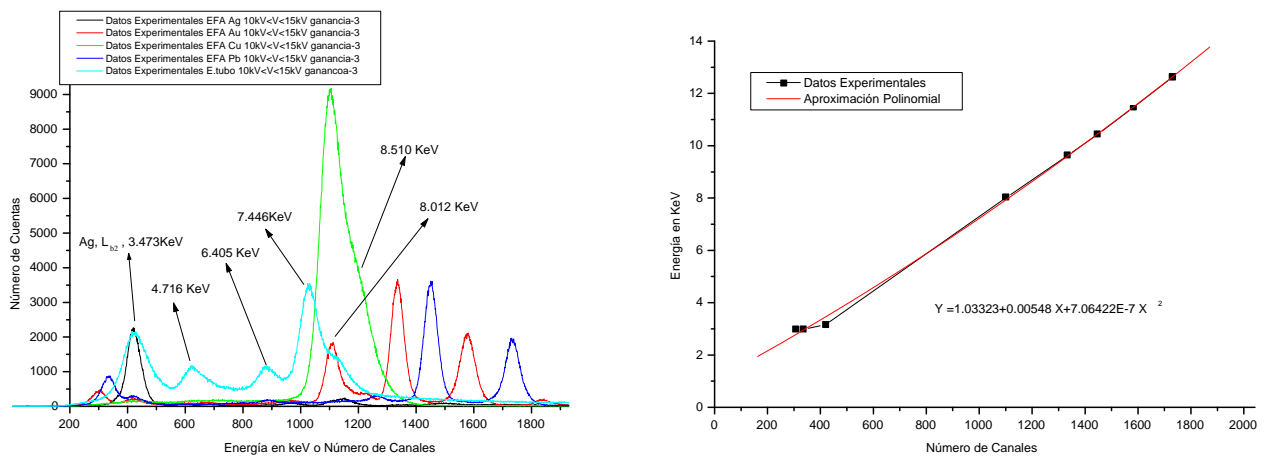 Datos Experimentales EFA Ag 10kV<V<15kV ganancia-3
Datos Experimentales EFA Au 10kV<V<15kV ganancia-3
Datos Experimentales EFA Cu 10kV<V<15kV ganancia-3
Datos Experimentales EFA Pb 10kV<V<15kV ganancia-3
Datos Experimentales E.tubo 10kV<V<15kV ganancoa-3
9000
8000
7000
6000
5000
4000
3000
2000
1000
0
Número de Cuentas
8.510 KeV
7.446KeV
8.012 KeV
Ag, L b2 , 3.473KeV
6.405 KeV
4.716 KeV
200 400 600 800 1000 1200 1400 1600 1800
Energía en keV o Número de Canales
14
12
10
8
6
4
2
0
Energía en KeV
Datos Experimentales
Aproximación Polinomial
Y =1.03323+0.00548 X+7.06422E-7 X 2
0 200 400 600 800 1000 1200 1400 1600 1800 2000
Número de Canales